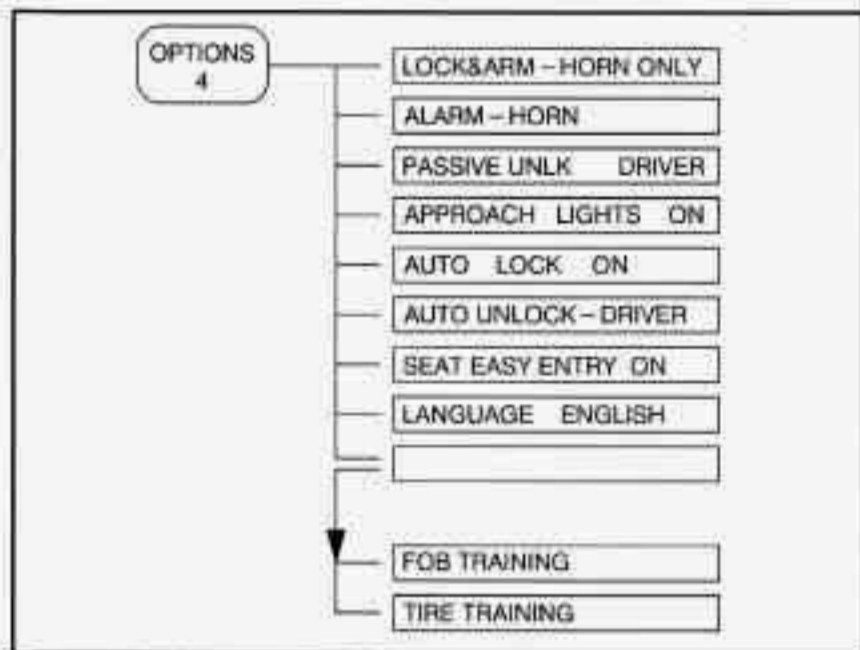 OPTIONS
4
LOCK&ARM – HORN ONLY
ALARM – HORN
PASSIVE UNLK DRIVER
APPROACH LIGHTS ON
AUTO LOCK ON
AUTO UNLOCK – DRIVER
SEAT EASY ENTRY ON
LANGUAGE ENGLISH
FOB TRAINING
TIRE TRAINING